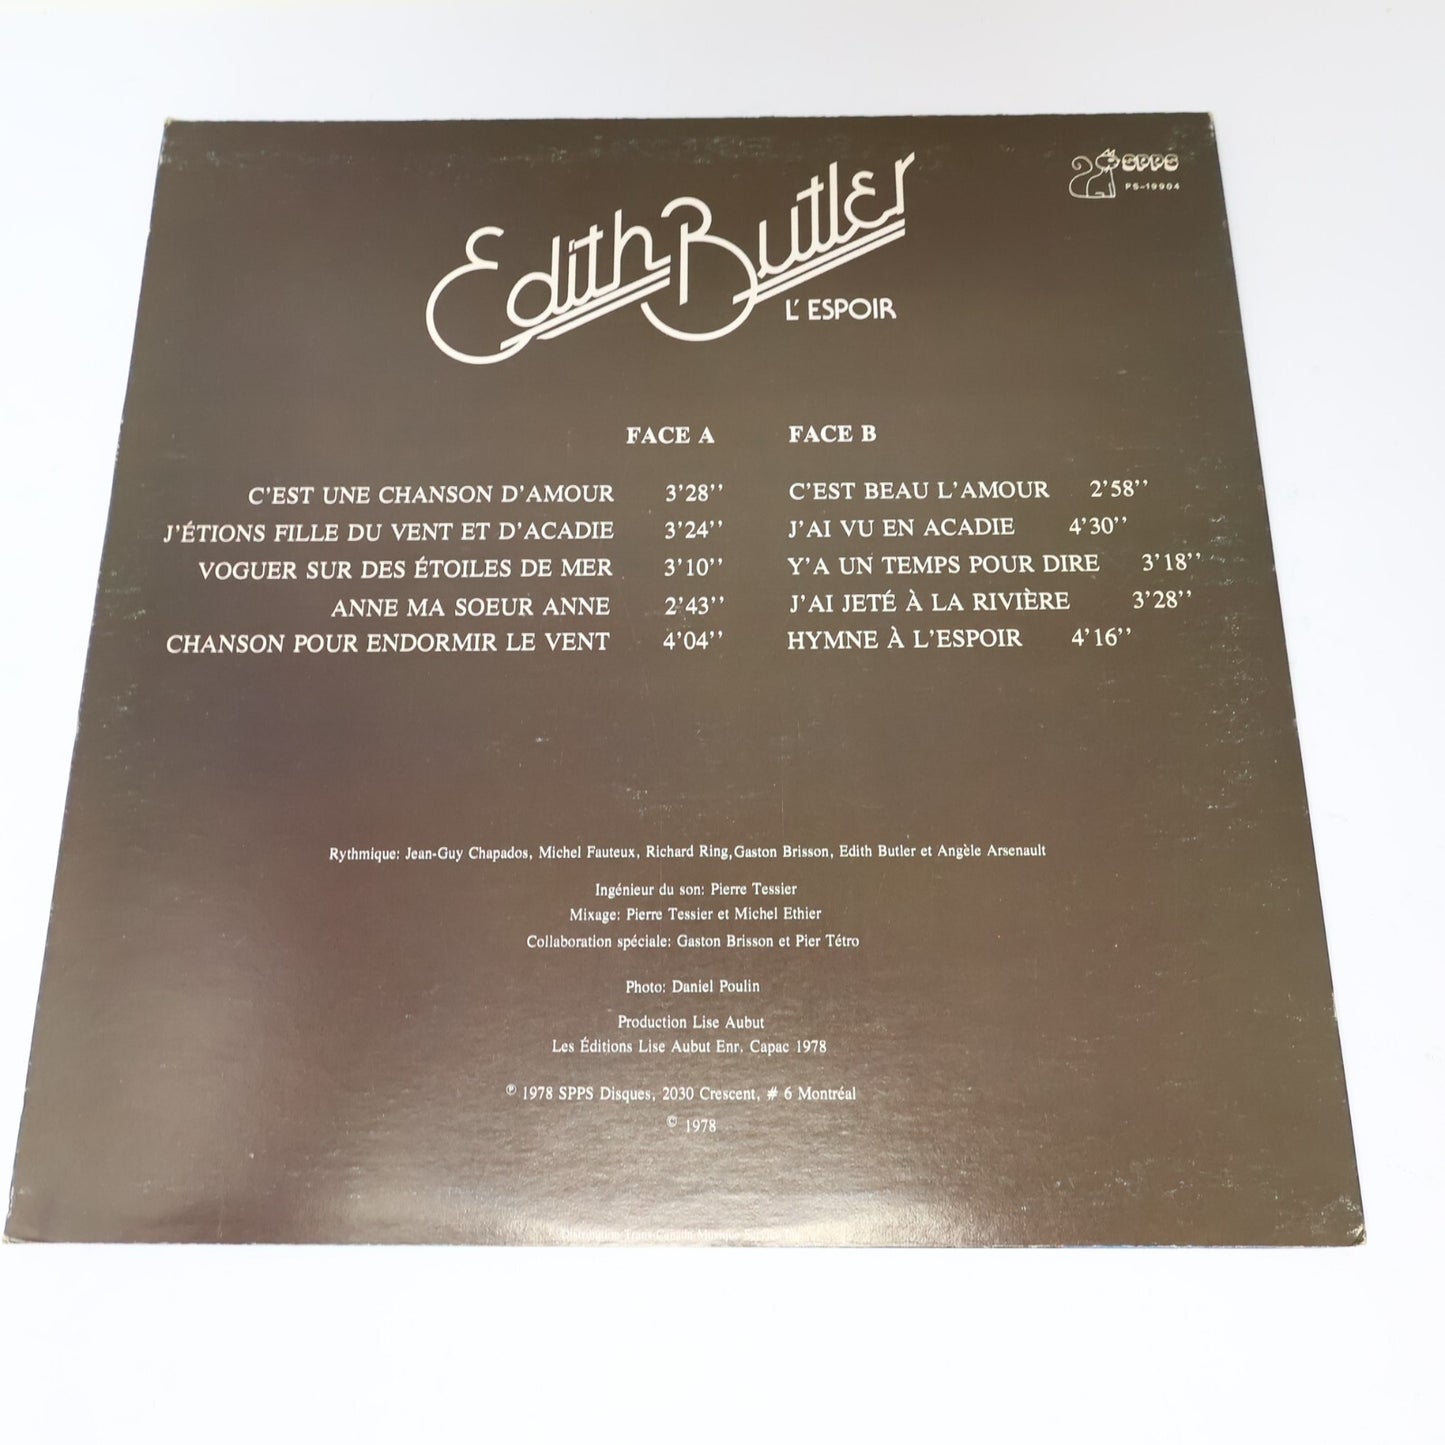 SPPS
PS-19904
Edith Butler
L'ESPOIR
FACE A
C'EST UNE CHANSON D'AMOUR 3'28''
J'ÉTIONS FILLE DU VENT ET D'ACADIE 3'24''
VOGUER SUR DES ÉTOILES DE MER 3'10''
ANNE MA SOEUR ANNE 2'43''
CHANSON POUR ENDORMIR LE VENT 4'04''
FACE B
C'EST BEAU L'AMOUR 2'58''
J'AI VU EN ACADIE 4'30''
Y'A UN TEMPS POUR DIRE 3'18''
J'AI JETÉ À LA RIVIÈRE 3'28''
HYMNE À L'ESPOIR 4'16''
Rythmique: Jean-Guy Chapados, Michel Fauteux, Richard Ring, Gaston Brisson, Edith Butler et Angèle Arsenault
Ingénieur du son: Pierre Tessier
Mixage: Pierre Tessier et Michel Ethier
Collaboration spéciale: Gaston Brisson et Pier Tétro
Photo: Daniel Poulin
Production Lise Aubut
Les Éditions Lise Aubut Enr. Capac 1978
℗ 1978 SPPS Disques, 2030 Crescent, # 6 Montréal
© 1978
Distribution Trans-Canada Musique Service